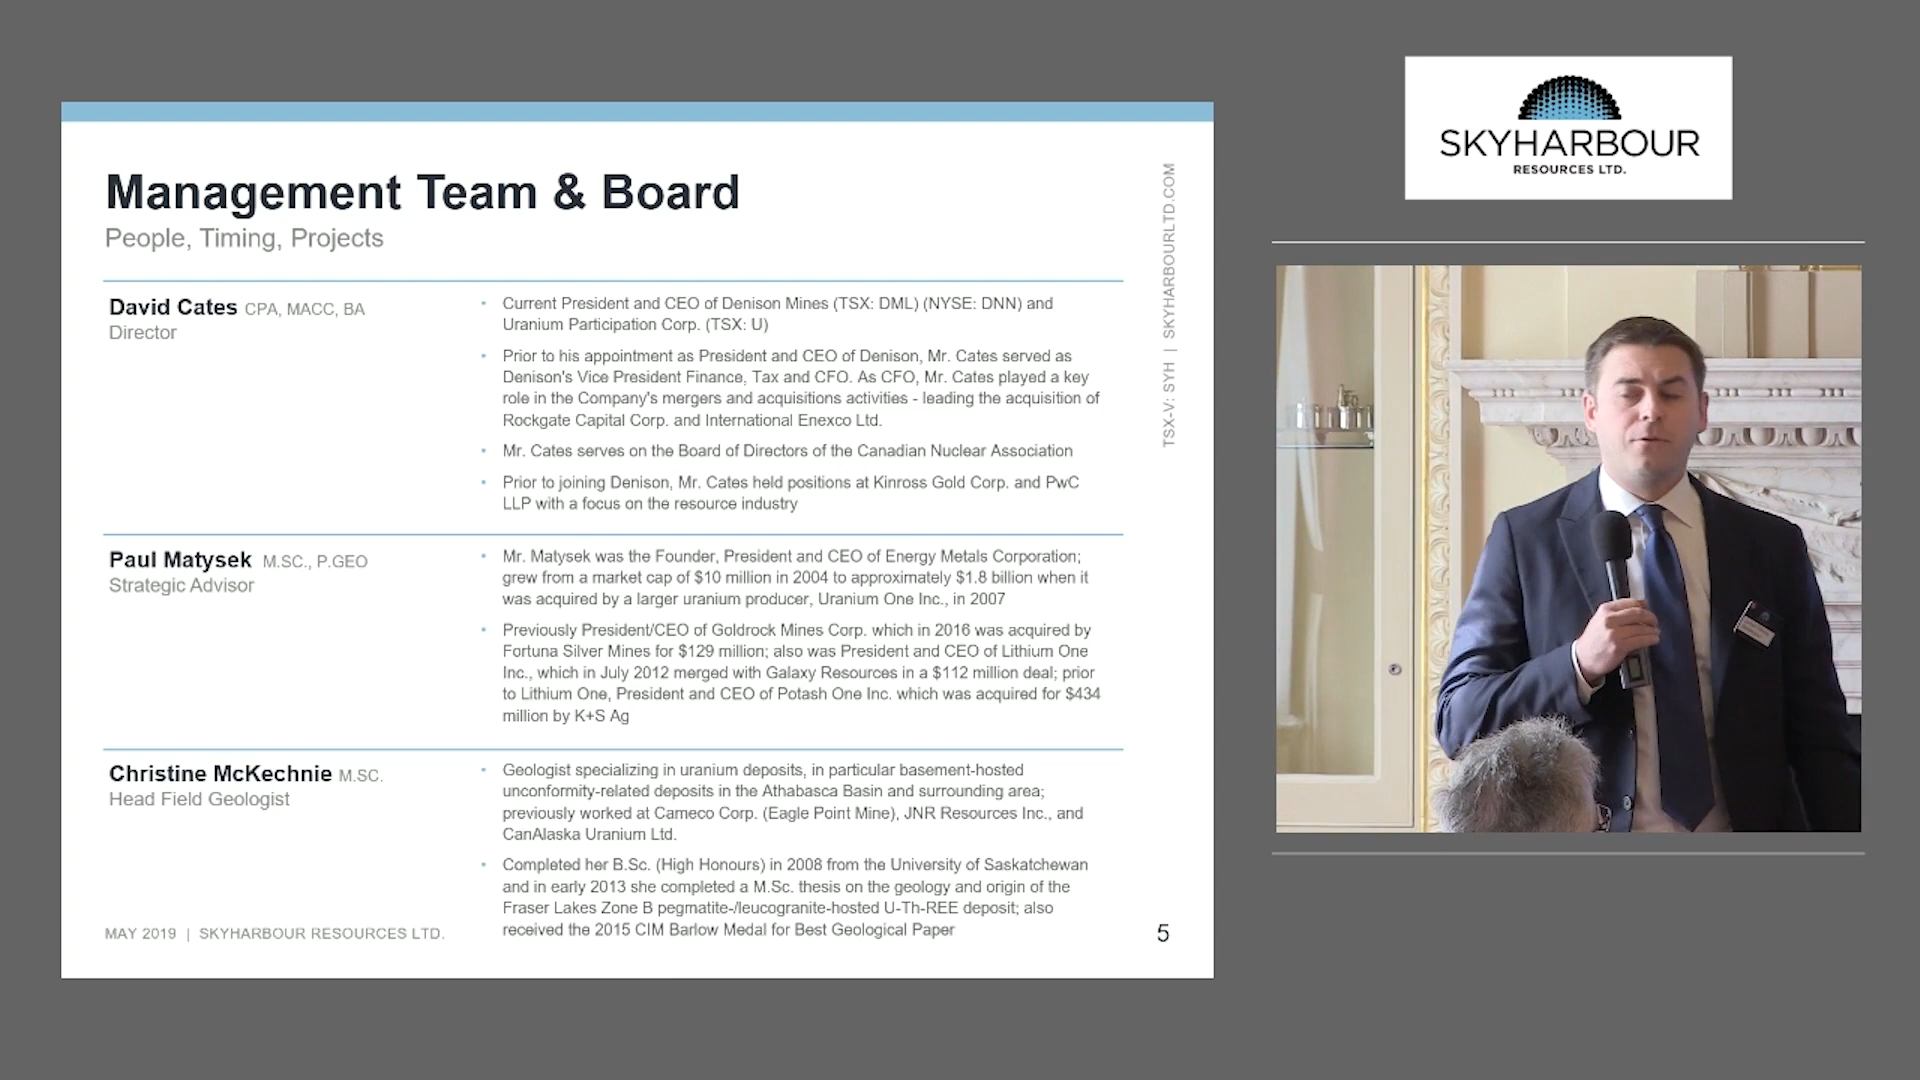 Management Team & Board
People, Timing, Projects
David Cates CPA, MACC, BA
Director
• Current President and CEO of Denison Mines (TSX: DML) (NYSE: DNN) and
Uranium Participation Corp. (TSX: U)
• Prior to his appointment as President and CEO of Denison, Mr. Cates served as
Denison's Vice President Finance, Tax and CFO. As CFO, Mr. Cates played a key
role in the Company's mergers and acquisitions activities - leading the acquisition of
Rockgate Capital Corp. and International Enexco Ltd.
• Mr. Cates serves on the Board of Directors of the Canadian Nuclear Association
• Prior to joining Denison, Mr. Cates held positions at Kinross Gold Corp. and PwC
LLP with a focus on the resource industry
Paul Matysek M.SC., P.GEO
Strategic Advisor
• Mr. Matysek was the Founder, President and CEO of Energy Metals Corporation;
grew from a market cap of $10 million in 2004 to approximately $1.8 billion when it
was acquired by a larger uranium producer, Uranium One Inc., in 2007
• Previously President/CEO of Goldrock Mines Corp. which in 2016 was acquired by
Fortuna Silver Mines for $129 million; also was President and CEO of Lithium One
Inc., which in July 2012 merged with Galaxy Resources in a $112 million deal; prior
to Lithium One, President and CEO of Potash One Inc. which was acquired for $434
million by K+S Ag
Christine McKechnie M.SC.
Head Field Geologist
• Geologist specializing in uranium deposits, in particular basement-hosted
unconformity-related deposits in the Athabasca Basin and surrounding area;
previously worked at Cameco Corp. (Eagle Point Mine), JNR Resources Inc., and
CanAlaska Uranium Ltd.
• Completed her B.Sc. (High Honours) in 2008 from the University of Saskatchewan
and in early 2013 she completed a M.Sc. thesis on the geology and origin of the
Fraser Lakes Zone B pegmatite-/leucogranite-hosted U-Th-REE deposit; also
received the 2015 CIM Barlow Medal for Best Geological Paper
MAY 2019 | SKYHARBOUR RESOURCES LTD.
5
TSX-V: SYH | SKYHARBOURLTD.COM
SKYHARBOUR
RESOURCES LTD.